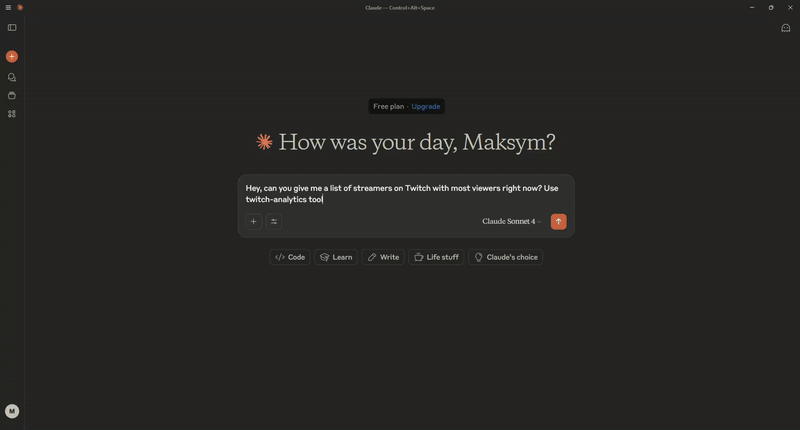 Claude — Control+Alt+Space
Free plan · Upgrade
How was your day, Maksym?
Hey, can you give me a list of streamers on Twitch with most viewers right now? Use
twitch-analytics tool
Claude Sonnet 4
Code Learn Write Life stuff Claude's choice
M